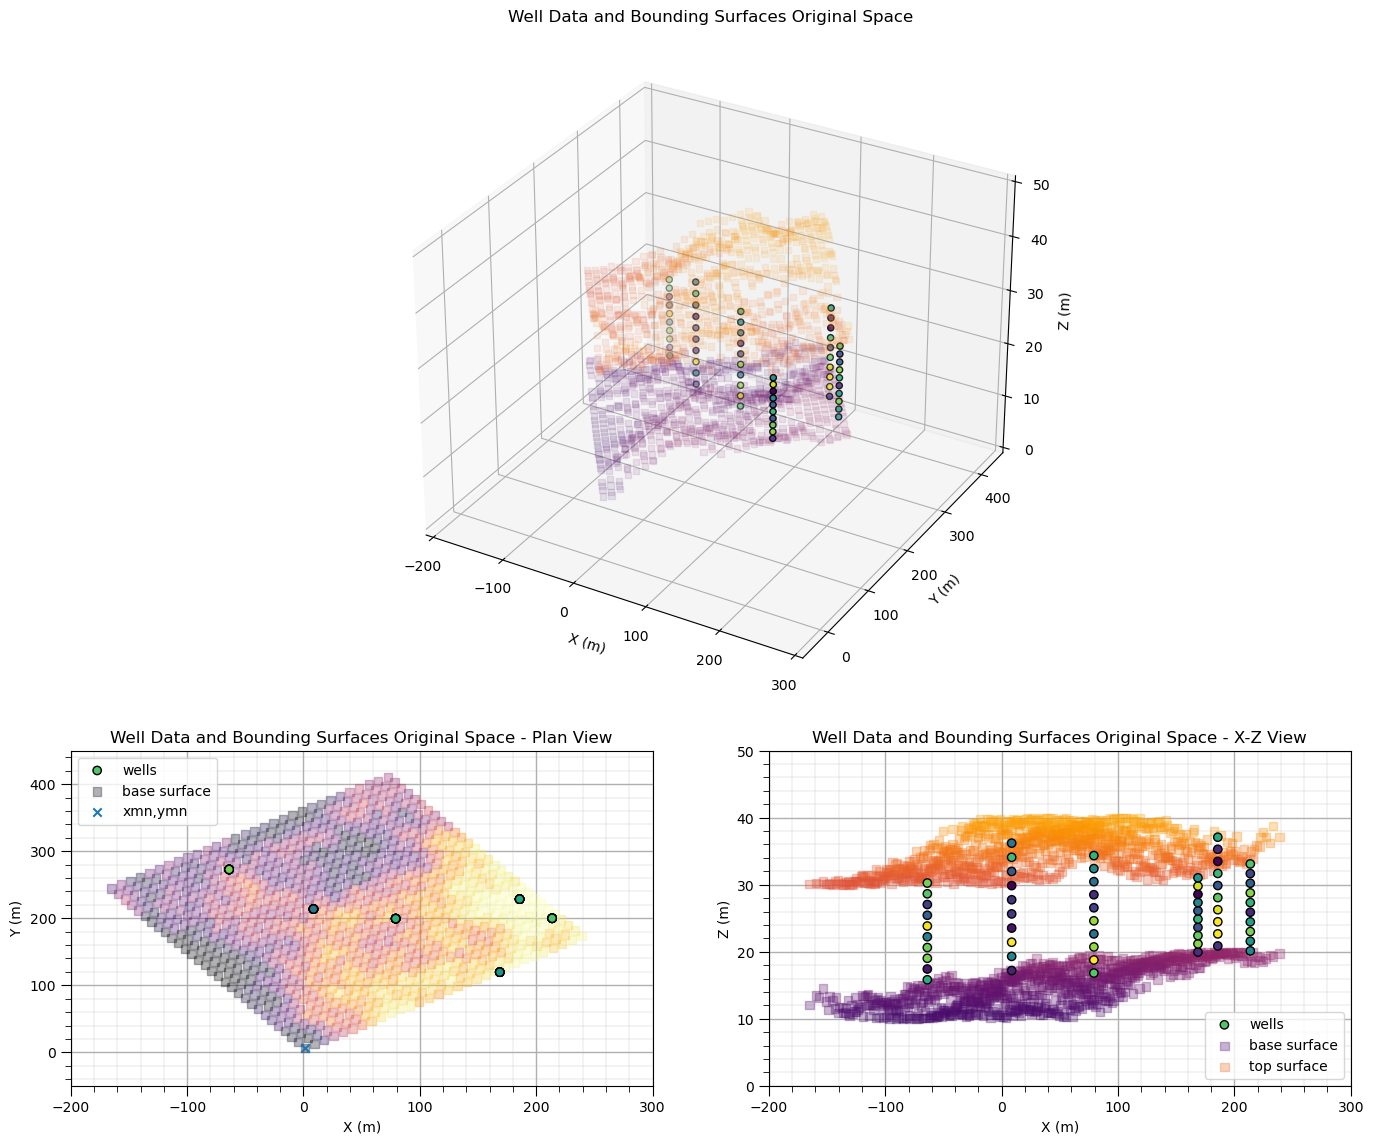 Well Data and Bounding Surfaces Original Space
50
40
30
20
10
0
Z (m)
400
300
200
100
0
Y (m)
−200
−100
0
100
200
300
X (m)
Well Data and Bounding Surfaces Original Space - Plan View
wells
base surface
xmn,ymn
400
300
200
100
0
Y (m)
−200
−100
0
100
200
300
X (m)
Well Data and Bounding Surfaces Original Space - X-Z View
50
40
30
20
10
0
Z (m)
wells
base surface
top surface
−200
−100
0
100
200
300
X (m)